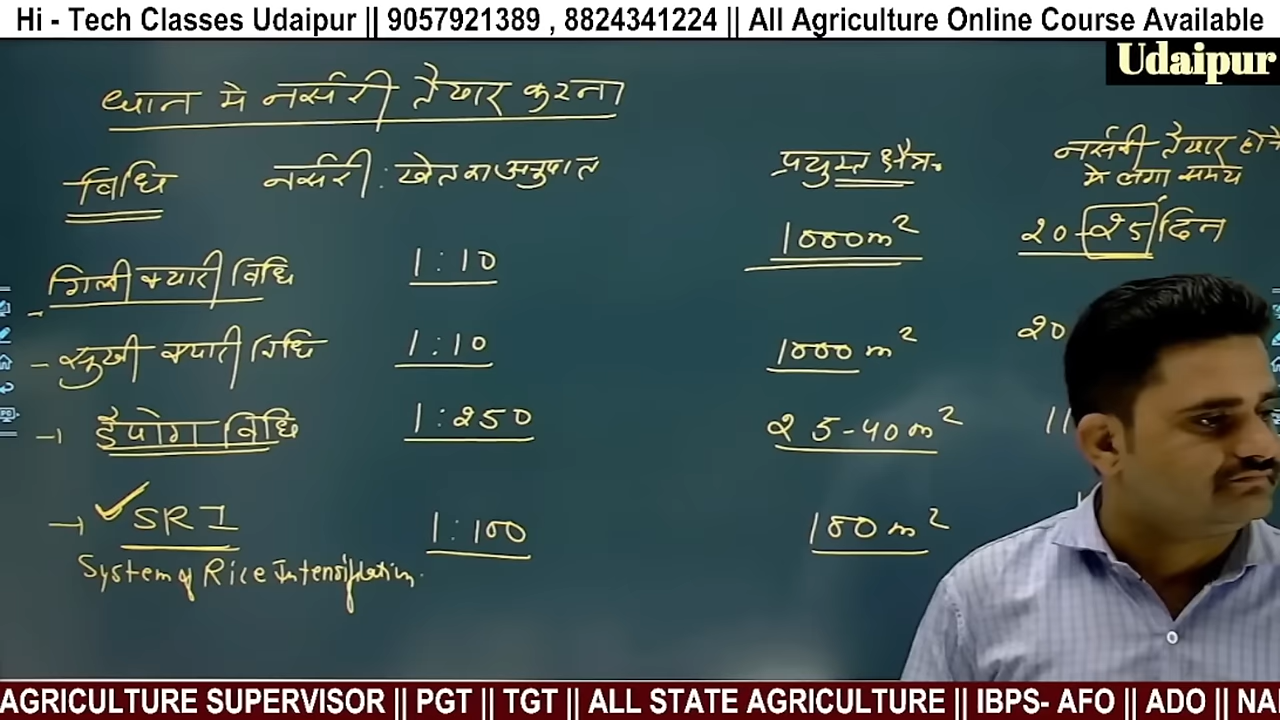 Hi - Tech Classes Udaipur || 9057921389 , 8824341224 || All Agriculture Online Course Available
Udaipur
धान मे नर्सरी तैयार करना
विधि नर्सरी : खेत का अनुपात प्रयुक्त क्षेत्र. नर्सरी तैयार होने
मे लगा समय
गिली क्यारी विधि 1:10 1000m² 20-25 दिन
- सुखी क्यारी विधि 1:10 1000 m² 20
→ डेपोग विधि 1:250 25-40 m² 11
→ ✓ SRI 1:100 100 m²
System of Rice Intensification.
AGRICULTURE SUPERVISOR || PGT || TGT || ALL STATE AGRICULTURE || IBPS- AFO || ADO || NA